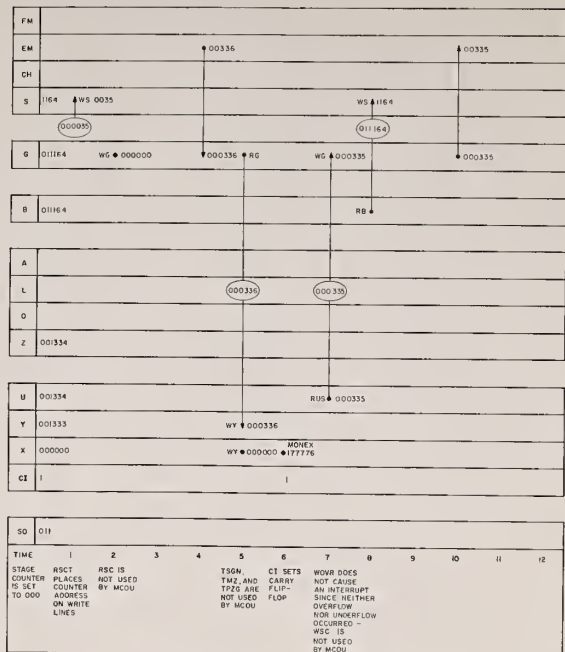 FM
EM 00336 00335
CH
S 1164 WS 0035 WS 1164
000035 011164
G 011164 WG 000000 000336 RG WG 000335 000335
B 011164 RB
A
L 000336 000335
O
Z 001334
U 001334 RUS 000335
Y 001333 WY 000336
MONEX
X 000000 WY 000000 177776
CI 1 1
SO 011
TIME 1 2 3 4 5 6 7 8 9 10 11 12
STAGE RSCT RSC IS TSGN, CI SETS WOVR DOES
COUNTER PLACES NOT USED TMZ, AND CARRY NOT CAUSE
IS SET COUNTER BY MCOU TPZG ARE FLIP- AN INTERRUPT
TO 000 ADDRESS NOT USED FLOP SINCE NEITHER
ON WRITE BY MCOU OVERFLOW
LINES NOR UNDERFLOW
OCCURRED -
WSC IS
NOT USED
BY MCOU